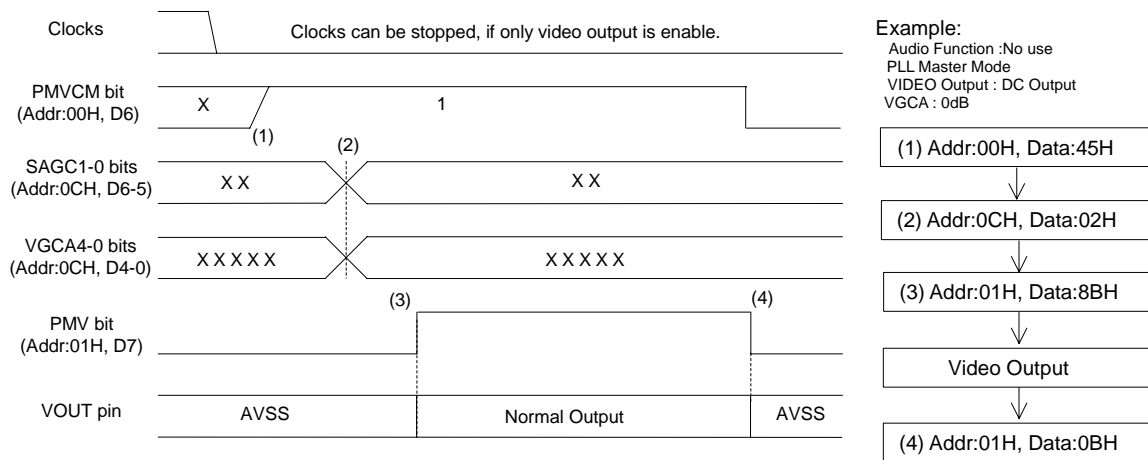 Clocks
Clocks can be stopped, if only video output is enable.
PMVCM bit
(Addr:00H, D6)
X
1
(1)
(2)
SAGC1-0 bits
(Addr:0CH, D6-5)
X X
X X
VGCA4-0 bits
(Addr:0CH, D4-0)
X X X X X
X X X X X
(3)
(4)
PMV bit
(Addr:01H, D7)
VOUT pin
AVSS
Normal Output
AVSS
Example:
Audio Function :No use
PLL Master Mode
VIDEO Output : DC Output
VGCA : 0dB
(1) Addr:00H, Data:45H
(2) Addr:0CH, Data:02H
(3) Addr:01H, Data:8BH
Video Output
(4) Addr:01H, Data:0BH